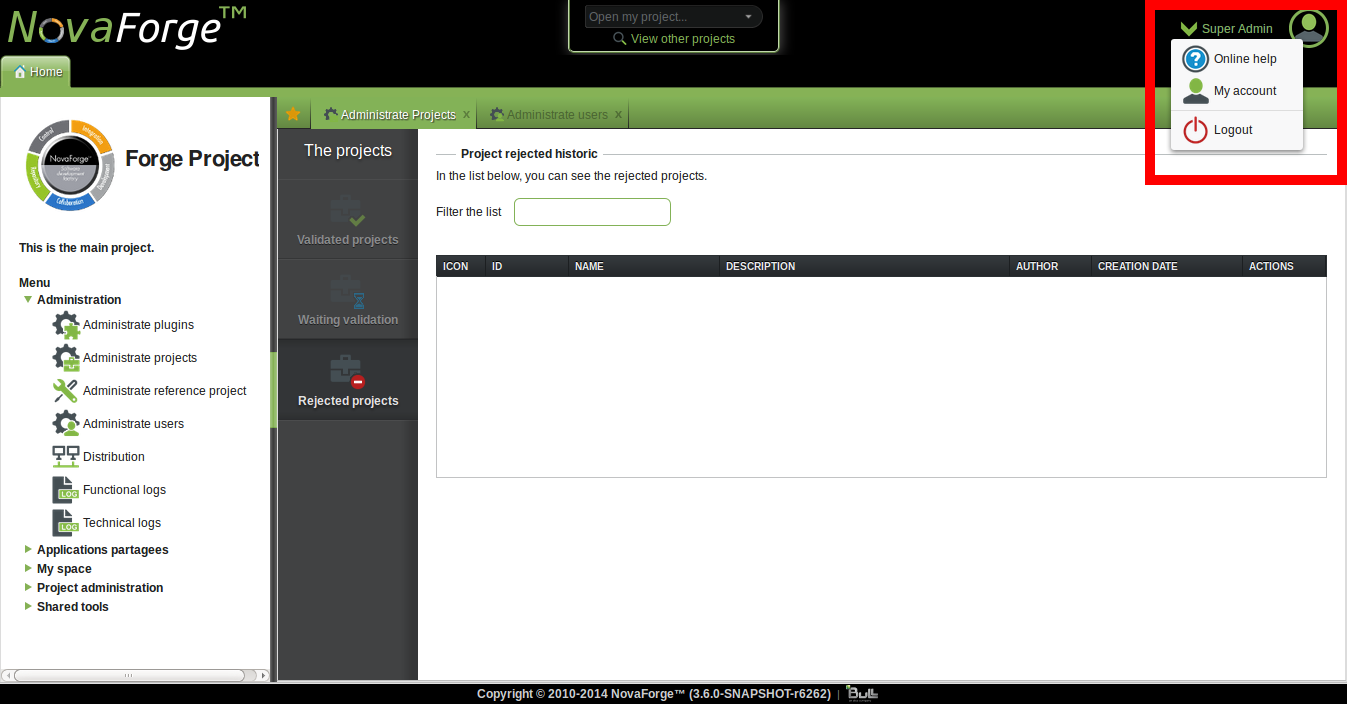 NovaForge™
Open my project...
View other projects
Super Admin
Online help
My account
Logout
Home
Administrate Projects x
Administrate users x
Control
Integration
Development
Collaboration
Repository
NovaForge™
Software
development
factory
Forge Project
This is the main project.
Menu
Administration
Administrate plugins
Administrate projects
Administrate reference project
Administrate users
Distribution
LOG
Functional logs
LOG
Technical logs
Applications partagees
My space
Project administration
Shared tools
The projects
Validated projects
Waiting validation
Rejected projects
Project rejected historic
In the list below, you can see the rejected projects.
Filter the list
ICON ID NAME DESCRIPTION AUTHOR CREATION DATE ACTIONS
Copyright © 2010-2014 NovaForge™ (3.6.0-SNAPSHOT-r6262) | Bull